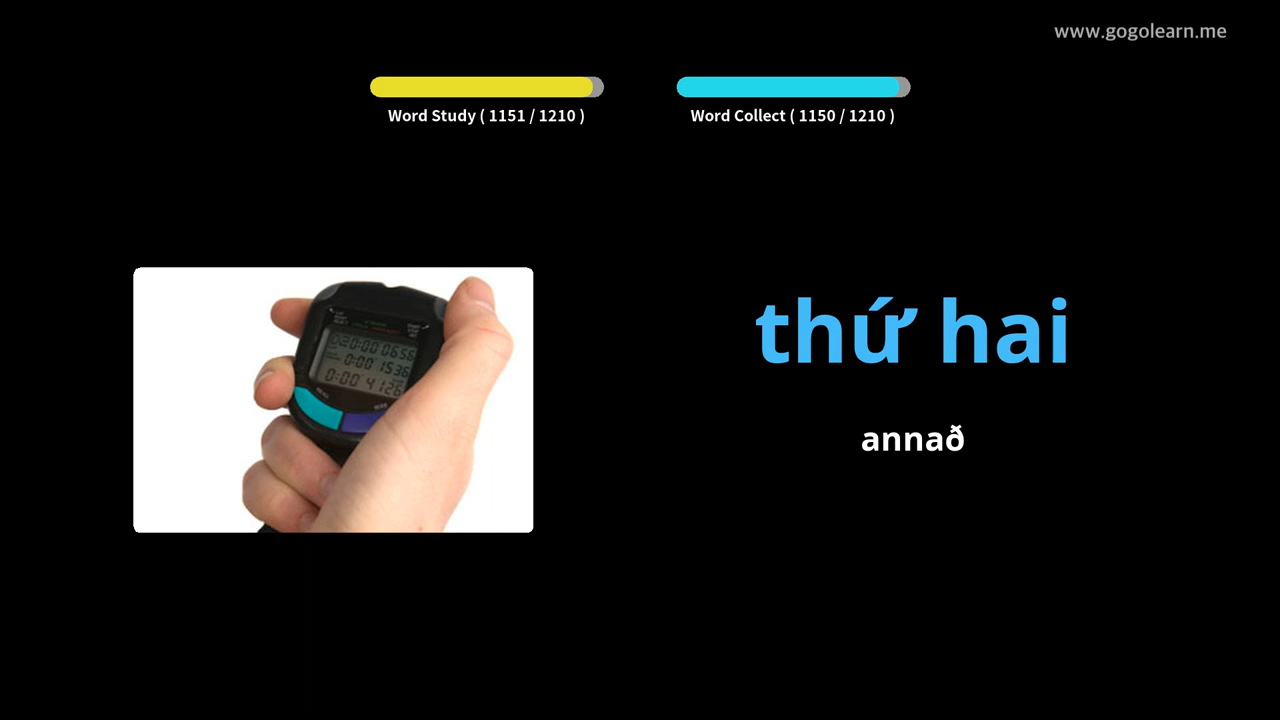 www.gogolearn.me
Word Study ( 1151 / 1210 )
Word Collect ( 1150 / 1210 )
thứ hai
annað